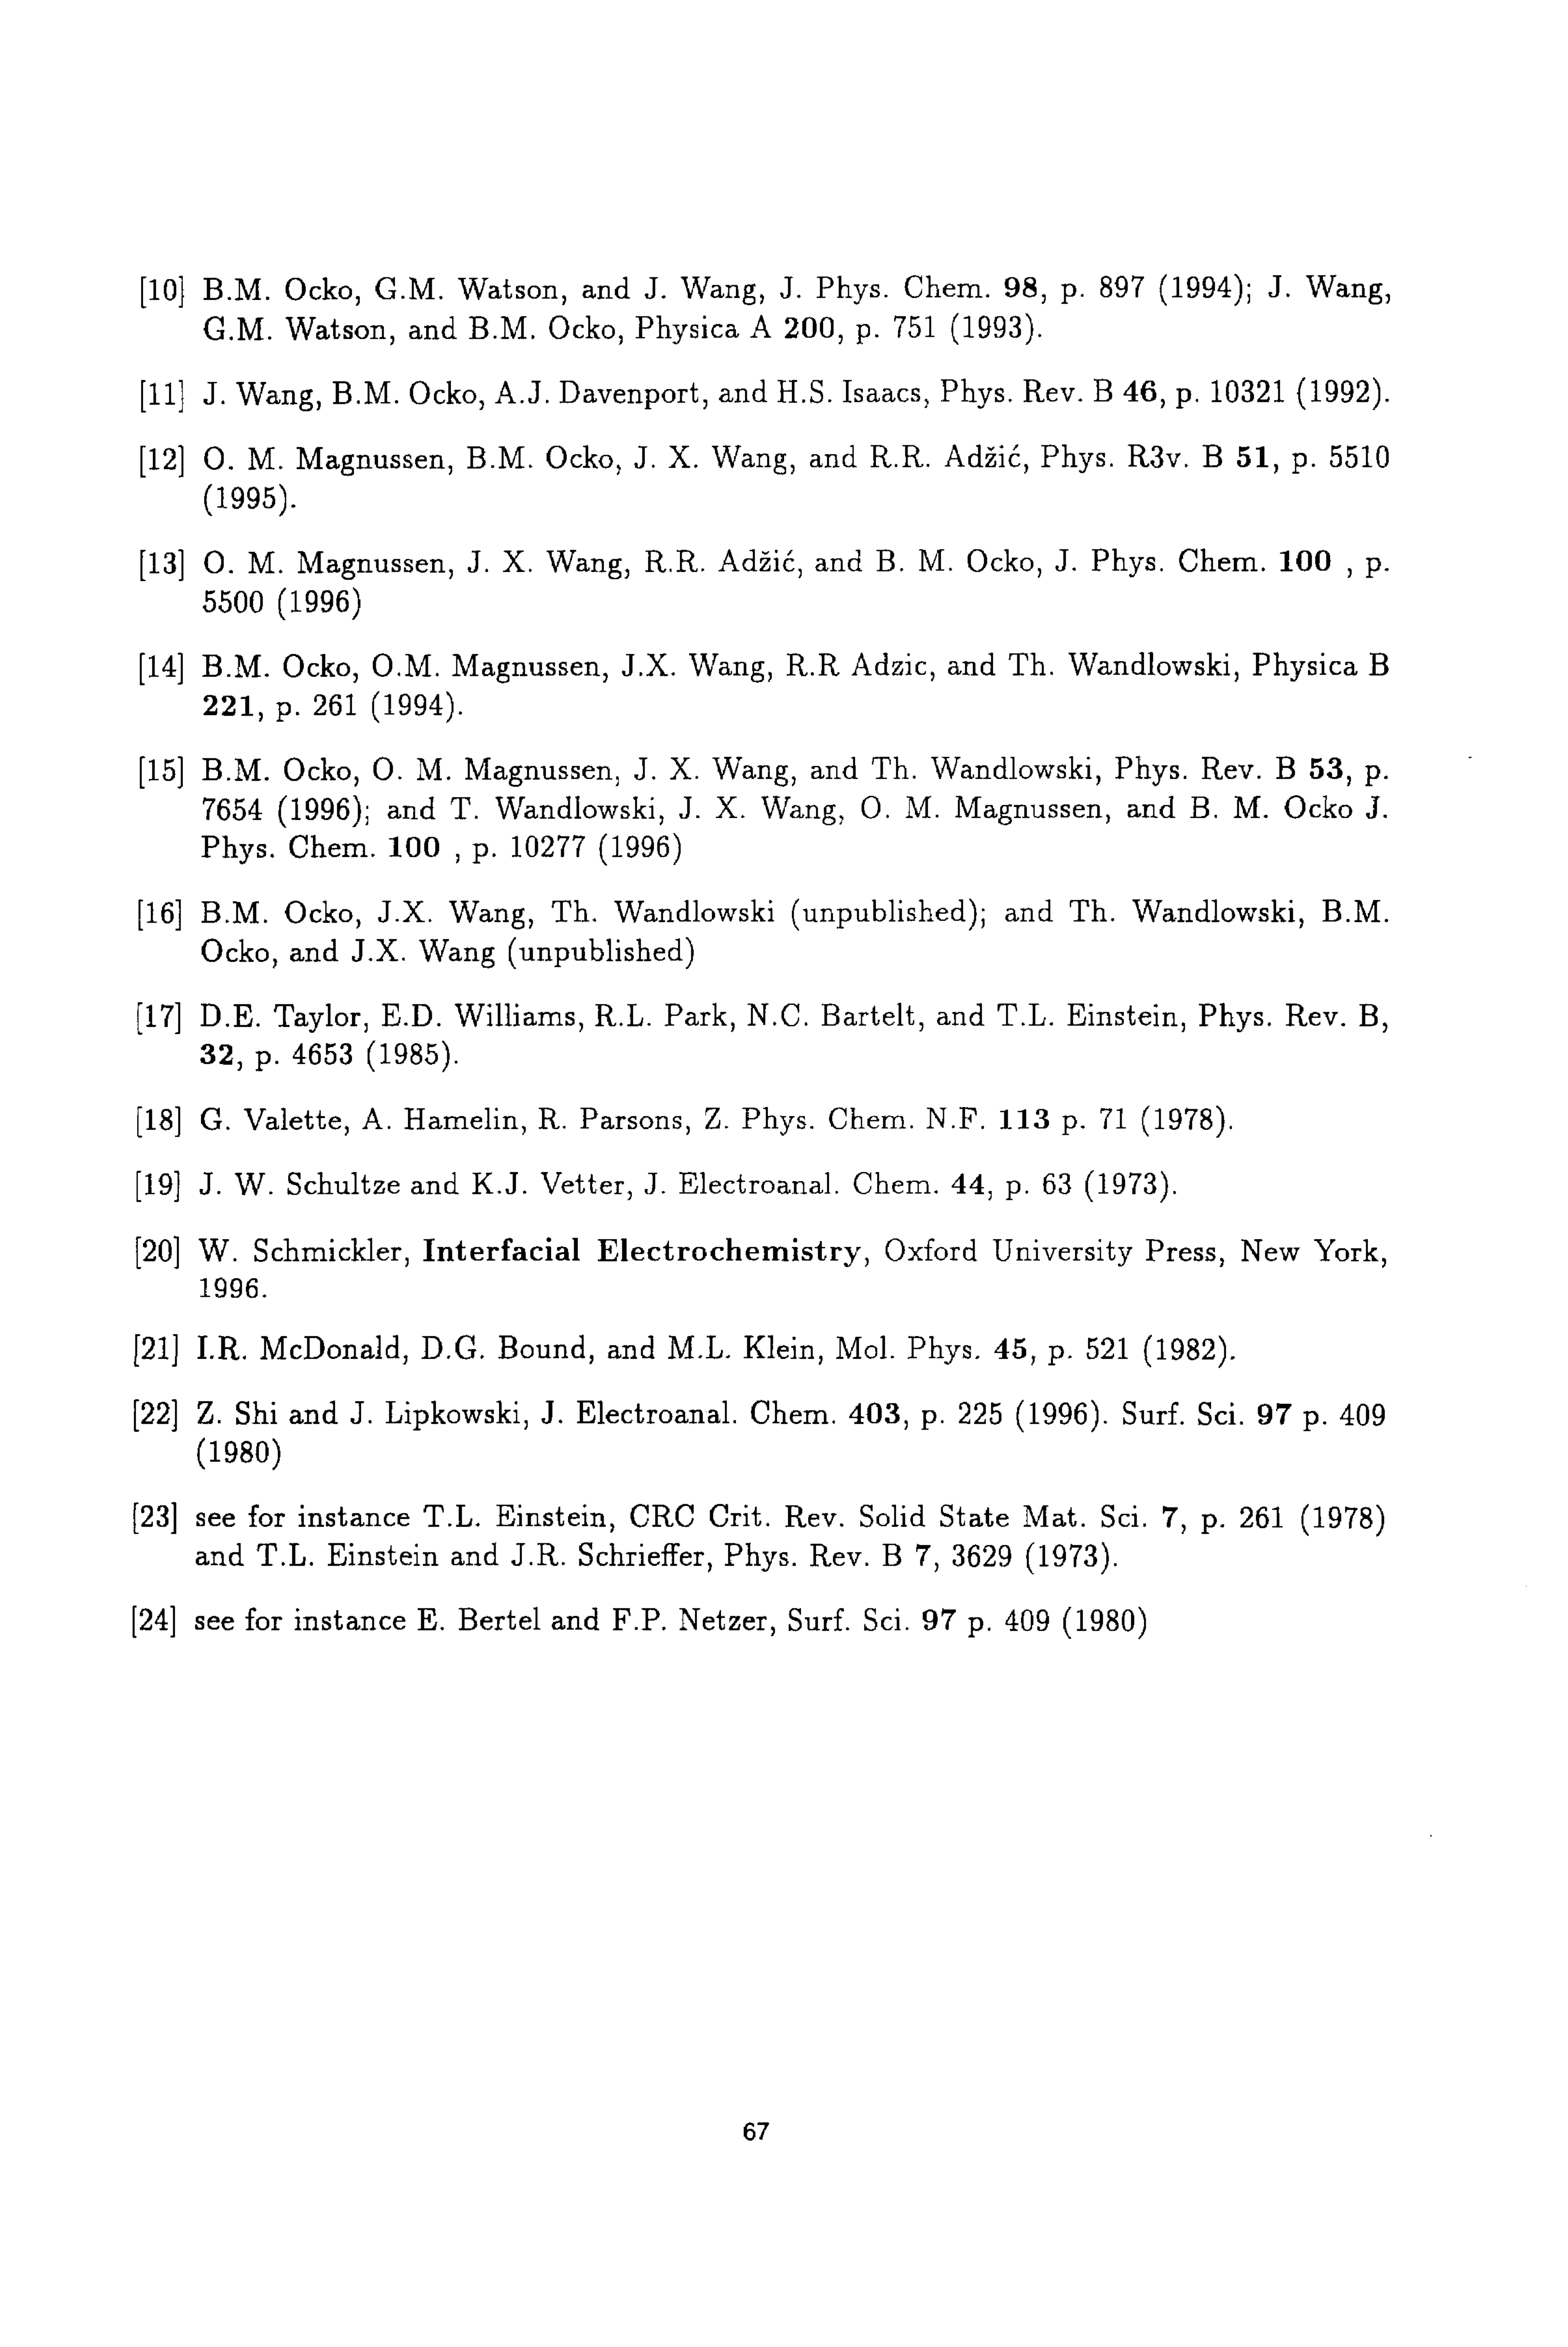 [10] B.M. Ocko, G.M. Watson, and J. Wang, J. Phys. Chem. 98, p. 897 (1994); J. Wang,
G.M. Watson, and B.M. Ocko, Physica A 200, p. 751 (1993).
[11] J. Wang, B.M. Ocko, A.J. Davenport, and H.S. Isaacs, Phys. Rev. B 46, p. 10321 (1992).
[12] O. M. Magnussen, B.M. Ocko, J. X. Wang, and R.R. Adžić, Phys. R3v. B 51, p. 5510
(1995).
[13] O. M. Magnussen, J. X. Wang, R.R. Adžić, and B. M. Ocko, J. Phys. Chem. 100 , p.
5500 (1996)
[14] B.M. Ocko, O.M. Magnussen, J.X. Wang, R.R Adzic, and Th. Wandlowski, Physica B
221, p. 261 (1994).
[15] B.M. Ocko, O. M. Magnussen, J. X. Wang, and Th. Wandlowski, Phys. Rev. B 53, p.
7654 (1996); and T. Wandlowski, J. X. Wang, O. M. Magnussen, and B. M. Ocko J.
Phys. Chem. 100 , p. 10277 (1996)
[16] B.M. Ocko, J.X. Wang, Th. Wandlowski (unpublished); and Th. Wandlowski, B.M.
Ocko, and J.X. Wang (unpublished)
[17] D.E. Taylor, E.D. Williams, R.L. Park, N.C. Bartelt, and T.L. Einstein, Phys. Rev. B,
32, p. 4653 (1985).
[18] G. Valette, A. Hamelin, R. Parsons, Z. Phys. Chem. N.F. 113 p. 71 (1978).
[19] J. W. Schultze and K.J. Vetter, J. Electroanal. Chem. 44, p. 63 (1973).
[20] W. Schmickler, Interfacial Electrochemistry, Oxford University Press, New York,
1996.
[21] I.R. McDonald, D.G. Bound, and M.L. Klein, Mol. Phys. 45, p. 521 (1982).
[22] Z. Shi and J. Lipkowski, J. Electroanal. Chem. 403, p. 225 (1996). Surf. Sci. 97 p. 409
(1980)
[23] see for instance T.L. Einstein, CRC Crit. Rev. Solid State Mat. Sci. 7, p. 261 (1978)
and T.L. Einstein and J.R. Schrieffer, Phys. Rev. B 7, 3629 (1973).
[24] see for instance E. Bertel and F.P. Netzer, Surf. Sci. 97 p. 409 (1980)
67